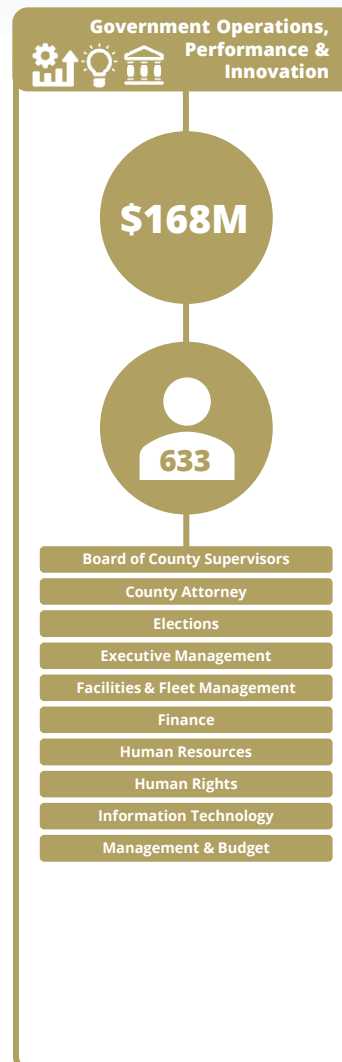 Government Operations,
Performance &
Innovation
$168M
633
Board of County Supervisors
County Attorney
Elections
Executive Management
Facilities & Fleet Management
Finance
Human Resources
Human Rights
Information Technology
Management & Budget